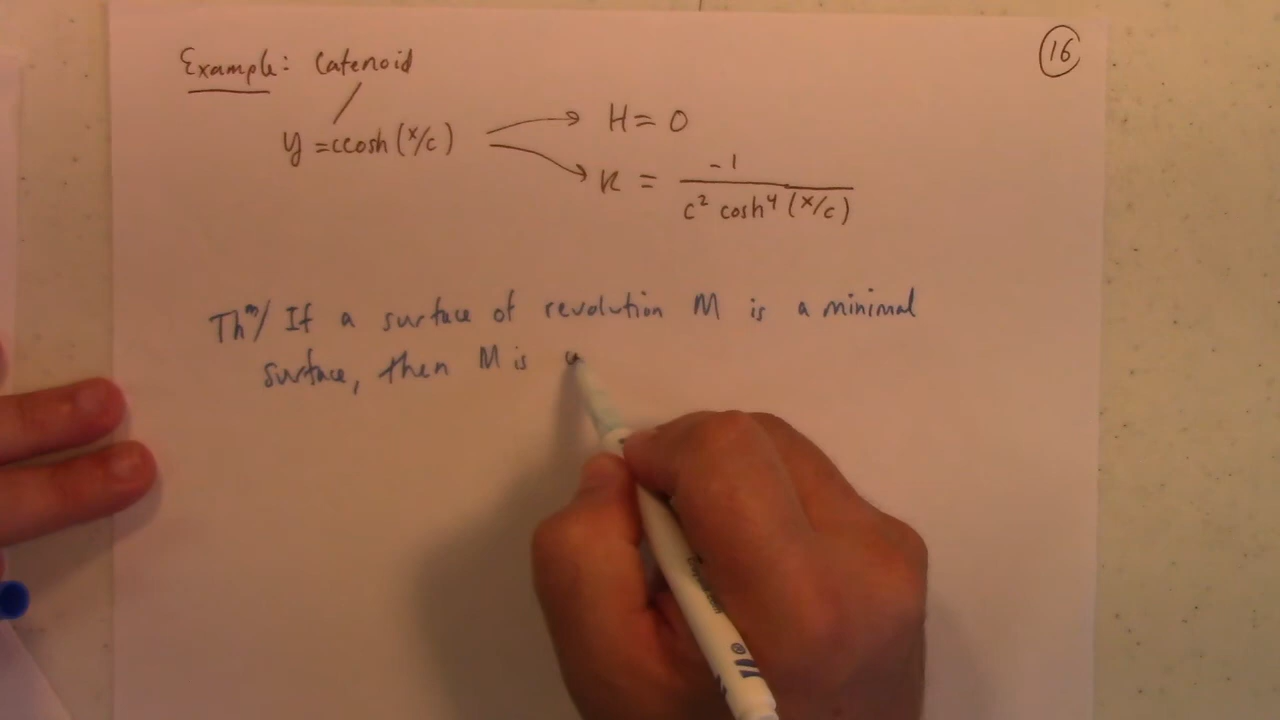 Example: Catenoid
16
y = c cosh (x/c)
H = 0
K = -1 / c² cosh⁴ (x/c)
Thᵐ/ If a surface of revolution M is a minimal
surface, then M is